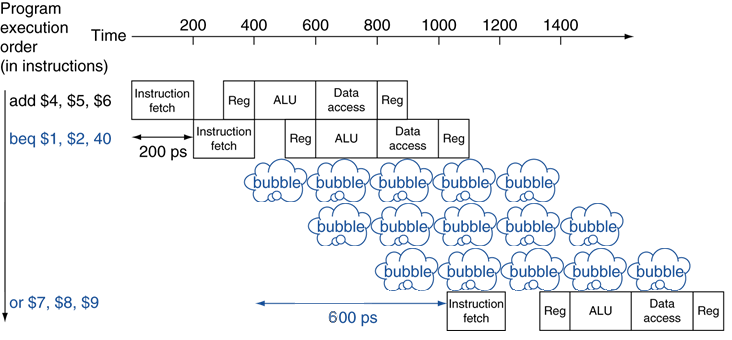 Program
execution
order
(in instructions)
Time
200 400 600 800 1000 1200 1400
add $4, $5, $6
Instruction
fetch
Reg
ALU
Data
access
Reg
beq $1, $2, 40
200 ps
Instruction
fetch
Reg
ALU
Data
access
Reg
bubble bubble bubble bubble bubble
bubble bubble bubble bubble bubble
bubble bubble bubble bubble bubble
or $7, $8, $9
600 ps
Instruction
fetch
Reg
ALU
Data
access
Reg